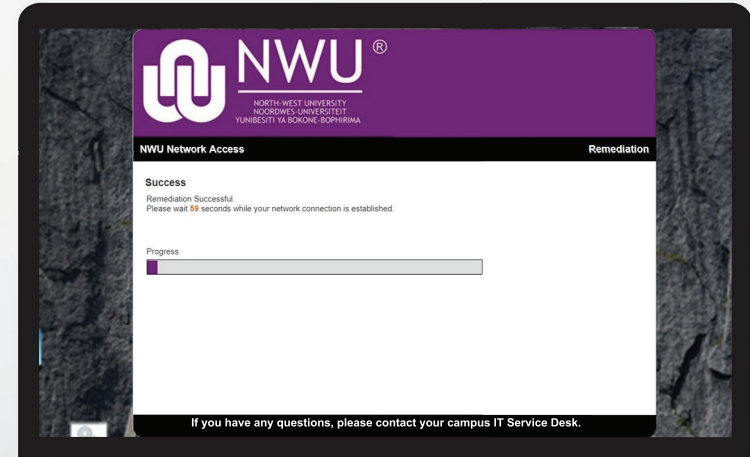 NWU ®
NORTH-WEST UNIVERSITY
NOORDWES-UNIVERSITEIT
YUNIBESITI YA BOKONE-BOPHIRIMA
NWU Network Access Remediation
Success
Remediation Successful.
Please wait 59 seconds while your network connection is established.
Progress
If you have any questions, please contact your campus IT Service Desk.